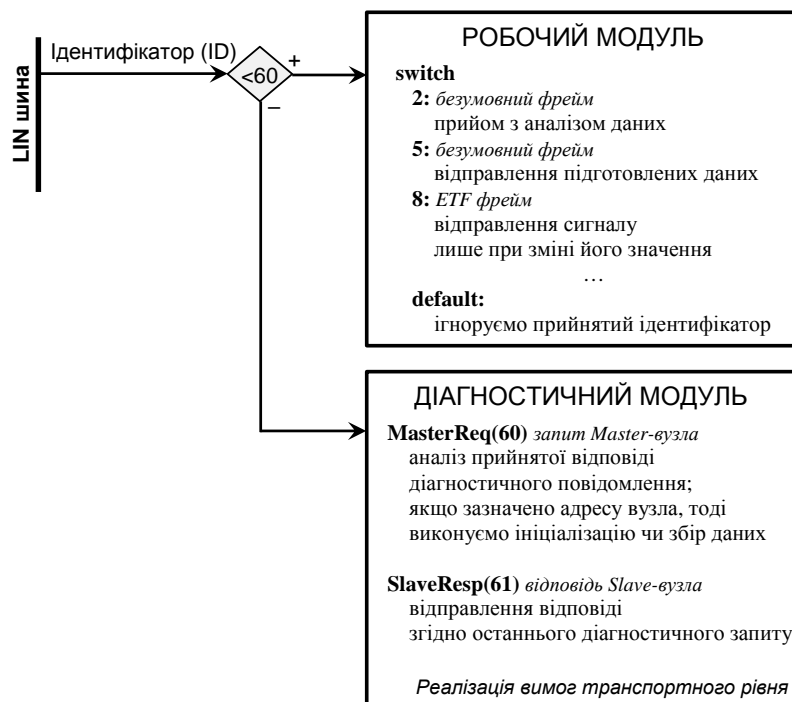 LIN шина
Ідентифікатор (ID)
<60
+
–
РОБОЧИЙ МОДУЛЬ
switch
2: безумовний фрейм
прийом з аналізом даних
5: безумовний фрейм
відправлення підготовлених даних
8: ETF фрейм
відправлення сигналу
лише при зміні його значення
…
default:
ігноруємо прийнятий ідентифікатор
ДІАГНОСТИЧНИЙ МОДУЛЬ
MasterReq(60) запит Master-вузла
аналіз прийнятої відповіді
діагностичного повідомлення;
якщо зазначено адресу вузла, тоді
виконуємо ініціалізацію чи збір даних
SlaveResp(61) відповідь Slave-вузла
відправлення відповіді
згідно останнього діагностичного запиту
Реалізація вимог транспортного рівня